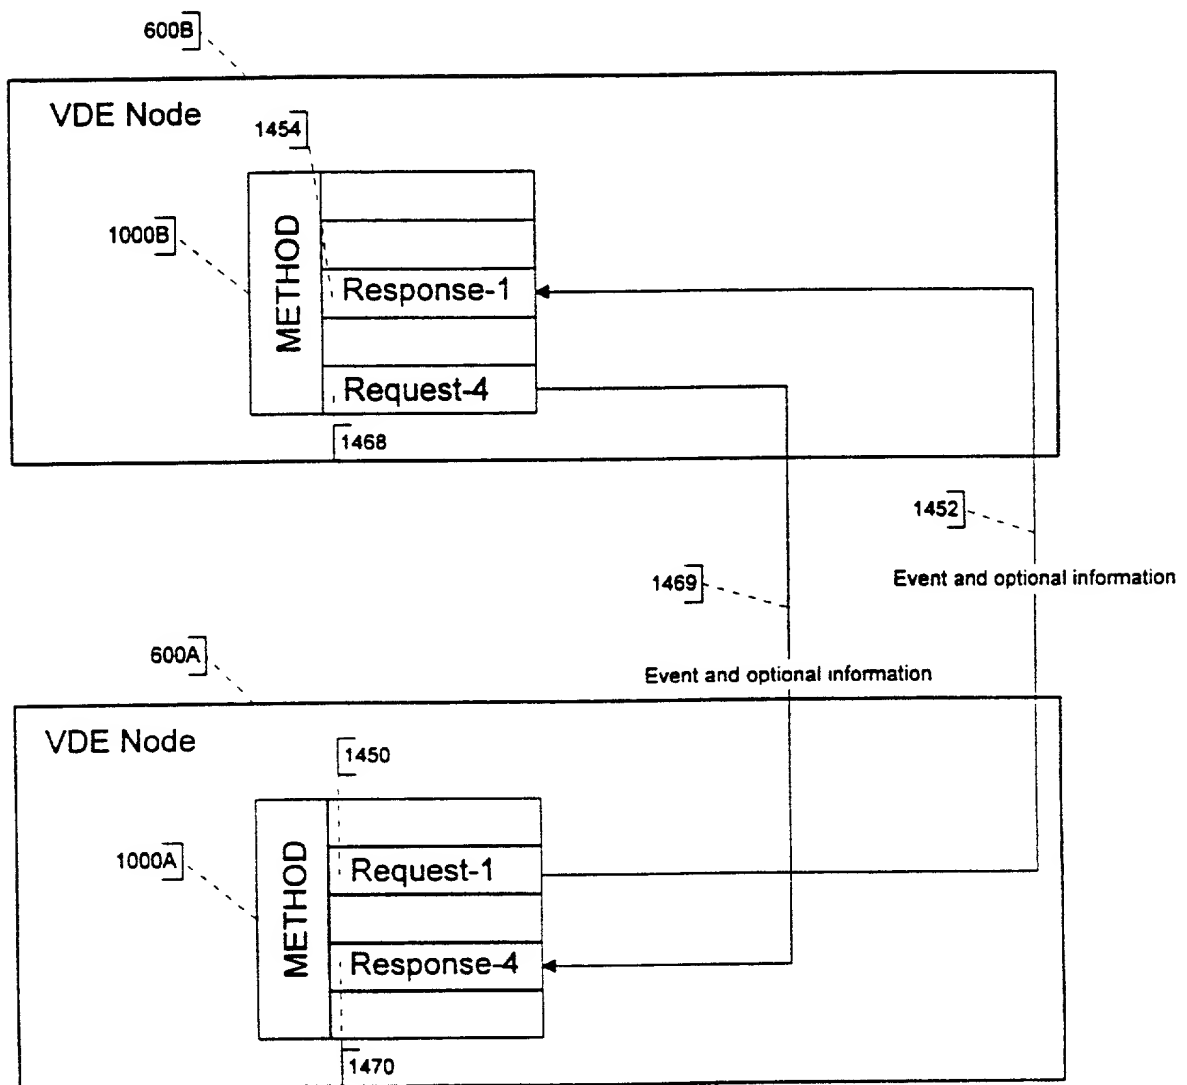 600B
VDE Node
1454
1000B
METHOD
Response-1
Request-4
1468
1452
Event and optional information
1469
600A
Event and optional information
VDE Node
1450
1000A
METHOD
Request-1
Response-4
1470